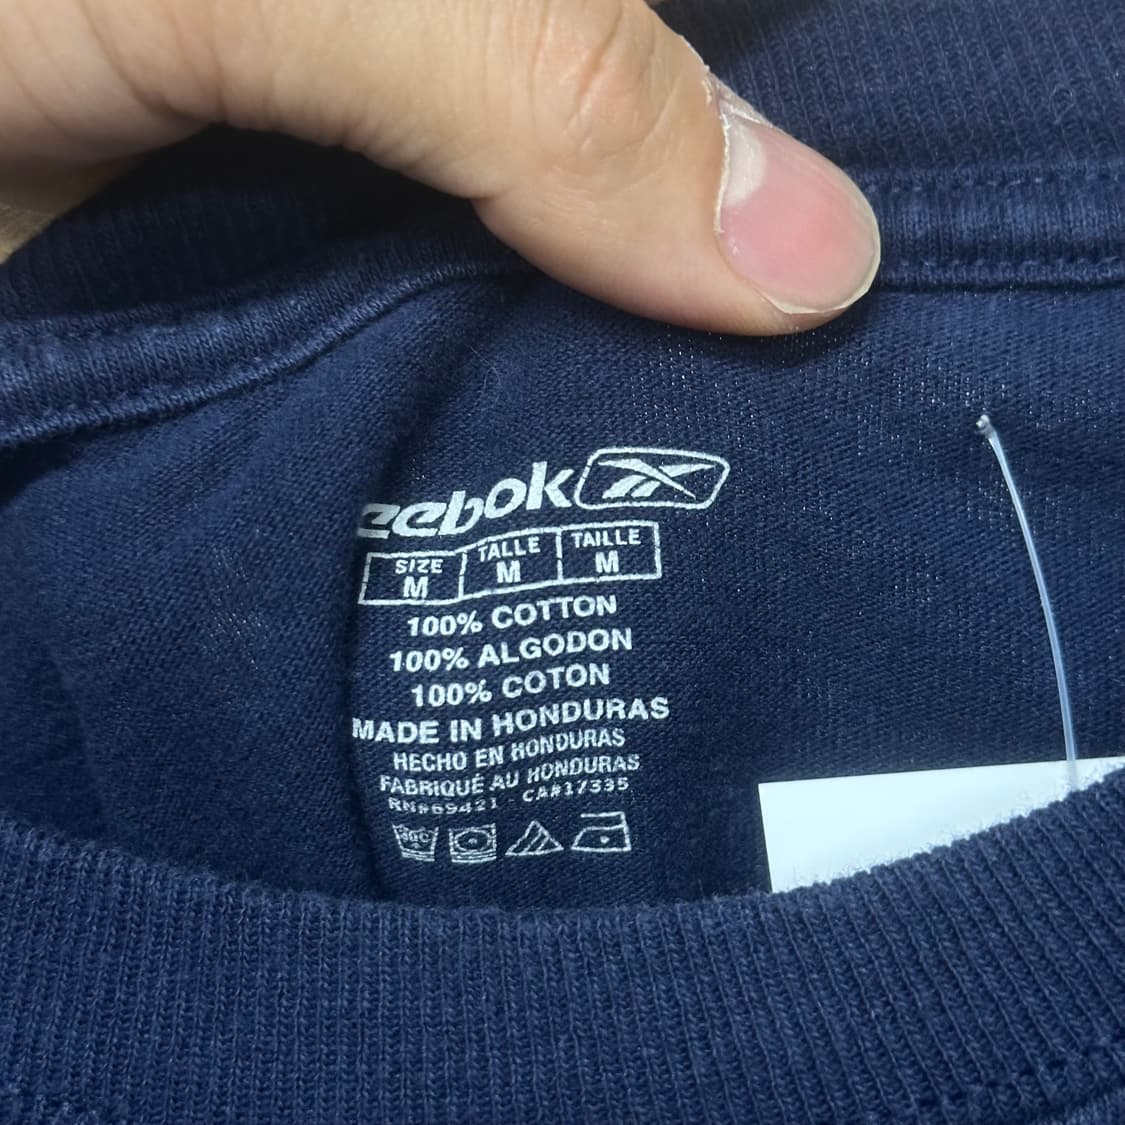 eebok
SIZE TALLE TAILLE
M M M
100% COTTON
100% ALGODON
100% COTON
MADE IN HONDURAS
HECHO EN HONDURAS
FABRIQUÉ AU HONDURAS
RN#69421 CA#17335
30C